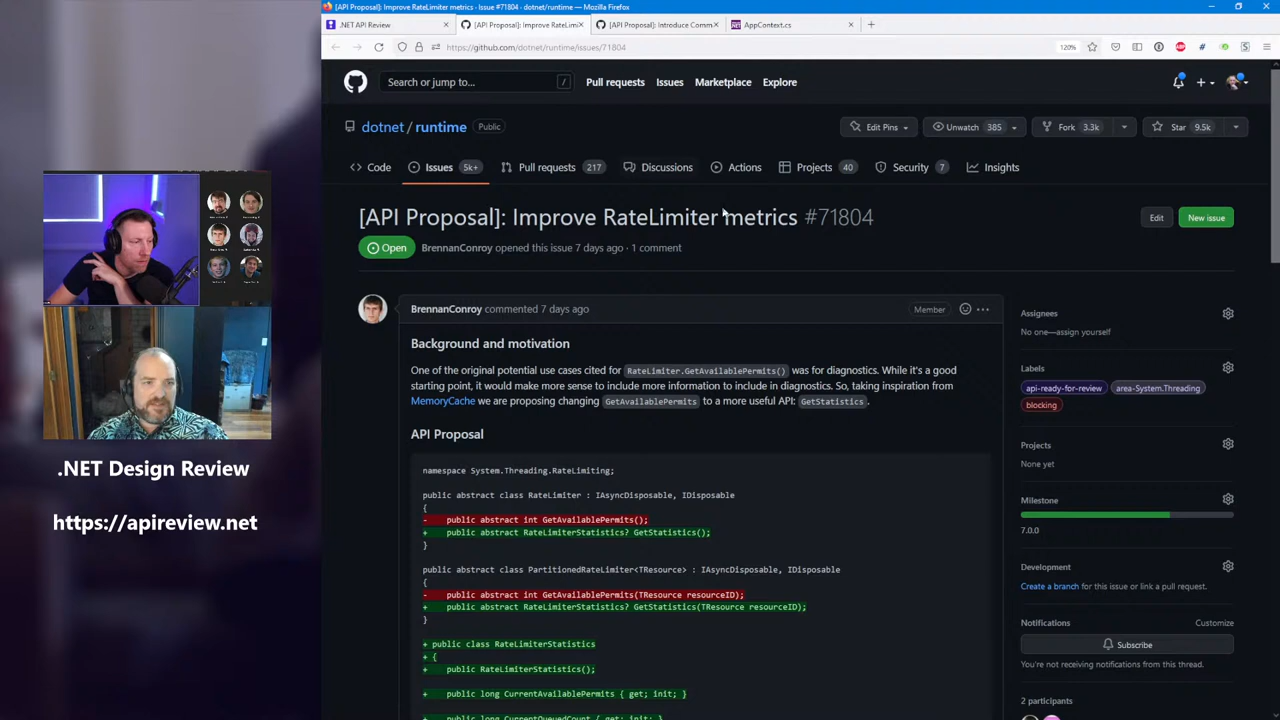 [API Proposal]: Improve RateLimiter metrics · Issue #71804 · dotnet/runtime — Mozilla Firefox
.NET API Review
[API Proposal]: Improve RateLimi
[API Proposal]: Introduce Comm
AppContext.cs
https://github.com/dotnet/runtime/issues/71804
120%
Search or jump to...
/
Pull requests
Issues
Marketplace
Explore
dotnet / runtime
Public
Edit Pins
Unwatch 385
Fork 3.3k
Star 9.5k
Code
Issues 5k+
Pull requests 217
Discussions
Actions
Projects 40
Security 7
Insights
[API Proposal]: Improve RateLimiter metrics #71804
Edit
New issue
Open
BrennanConroy opened this issue 7 days ago · 1 comment
BrennanConroy commented 7 days ago
Member
Background and motivation
One of the original potential use cases cited for RateLimiter.GetAvailablePermits() was for diagnostics. While it's a good
starting point, it would make more sense to include more information to include in diagnostics. So, taking inspiration from
MemoryCache we are proposing changing GetAvailablePermits to a more useful API: GetStatistics.
API Proposal
namespace System.Threading.RateLimiting;
public abstract class RateLimiter : IAsyncDisposable, IDisposable
{
- public abstract int GetAvailablePermits();
+ public abstract RateLimiterStatistics? GetStatistics();
}
public abstract class PartitionedRateLimiter<TResource> : IAsyncDisposable, IDisposable
{
- public abstract int GetAvailablePermits(TResource resourceID);
+ public abstract RateLimiterStatistics? GetStatistics(TResource resourceID);
}
+ public class RateLimiterStatistics
+ {
+ public RateLimiterStatistics();
+ public long CurrentAvailablePermits { get; init; }
+ public long CurrentQueuedCount { get; init; }
Assignees
No one—assign yourself
Labels
api-ready-for-review
area-System.Threading
blocking
Projects
None yet
Milestone
7.0.0
Development
Create a branch for this issue or link a pull request.
Notifications
Customize
Subscribe
You're not receiving notifications from this thread.
2 participants
.NET Design Review
https://apireview.net